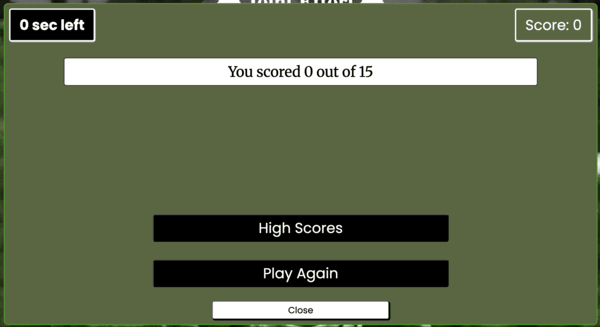 0 sec left
Score: 0
You scored 0 out of 15
High Scores
Play Again
Close